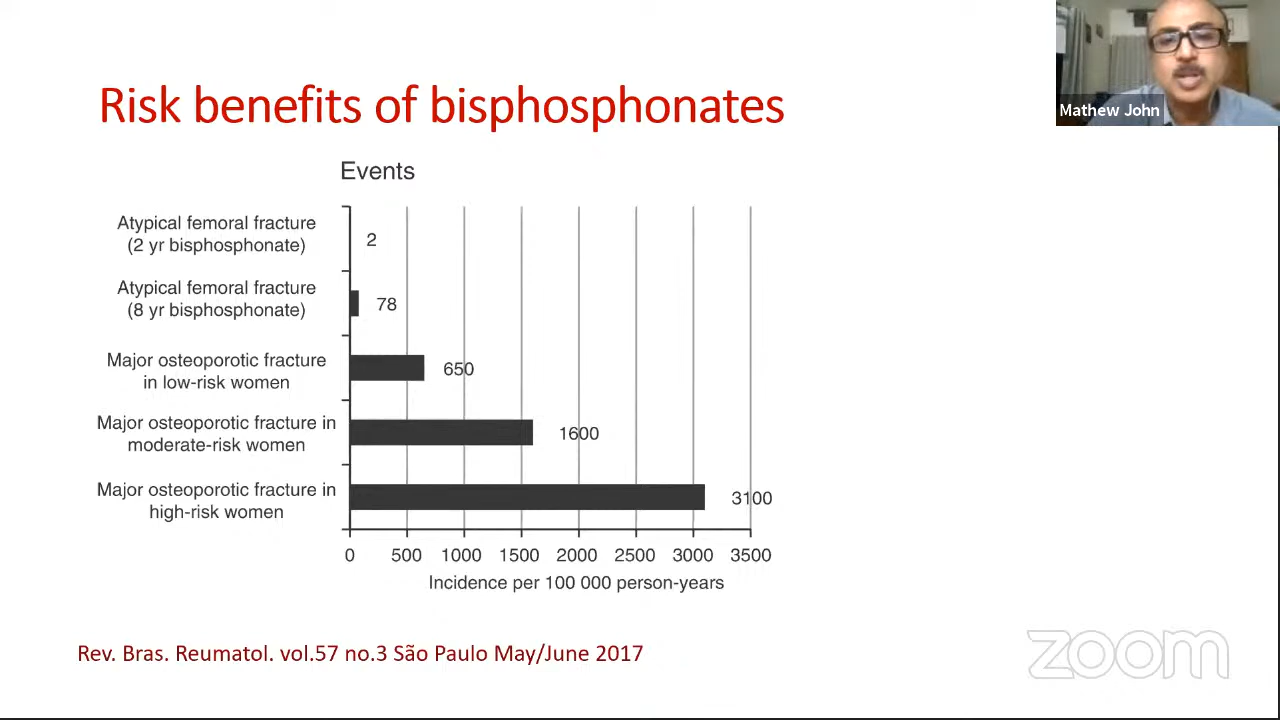 Risk benefits of bisphosphonates
Mathew John
Events
Atypical femoral fracture
(2 yr bisphosphonate)
2
Atypical femoral fracture
(8 yr bisphosphonate)
78
Major osteoporotic fracture
in low-risk women
650
Major osteoporotic fracture in
moderate-risk women
1600
Major osteoporotic fracture in
high-risk women
3100
0 500 1000 1500 2000 2500 3000 3500
Incidence per 100 000 person-years
Rev. Bras. Reumatol. vol.57 no.3 São Paulo May/June 2017
zoom